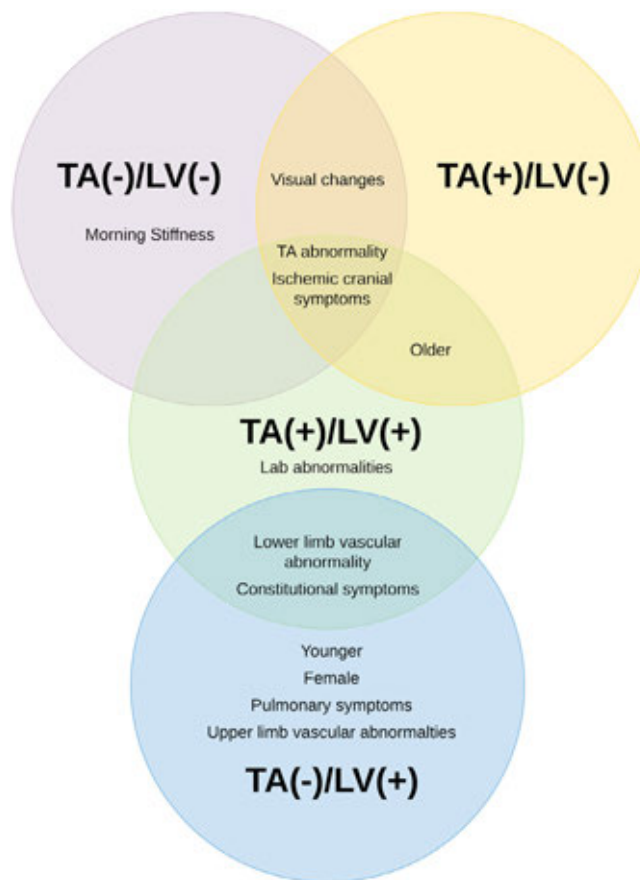 TA(-)/LV(-)
TA(+)/LV(-)
Visual changes
Morning Stiffness
TA abnormality
Ischemic cranial
symptoms
Older
TA(+)/LV(+)
Lab abnormalities
Lower limb vascular
abnormality
Constitutional symptoms
Younger
Female
Pulmonary symptoms
Upper limb vascular abnormalties
TA(-)/LV(+)